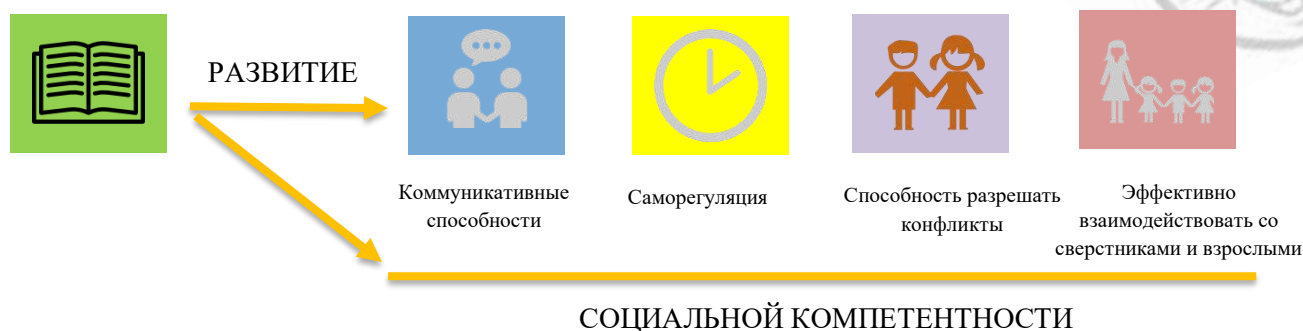 РАЗВИТИЕ
Коммуникативные
способности
Саморегуляция
Способность разрешать
конфликты
Эффективно
взаимодействовать со
сверстниками и взрослыми
СОЦИАЛЬНОЙ КОМПЕТЕНТНОСТИ